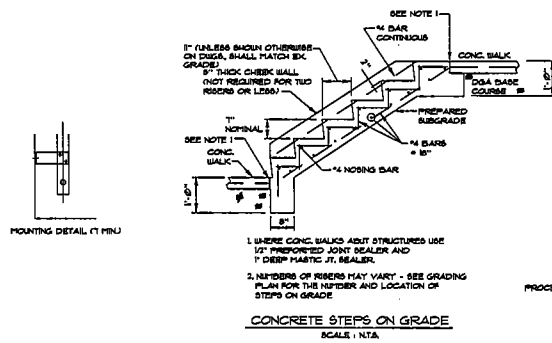 SEE NOTE 1
#4 BAR
CONTINUOUS
11" (UNLESS SHOWN OTHERWISE
ON DWGS, SHALL MATCH EX.
GRADE)
CONC. WALK
THICK CHEEK WALL
(NOT REQUIRED FOR TWO
RISERS OR LESS)
DGA BASE
COURSE
1'-0"
2"
PREPARED
SUBGRADE
7"
NOMINAL
SEE NOTE 1
CONC.
WALK
#4 BARS
#4 NOSING BAR
1'-0"
8"
MOUNTING DETAIL (7 MIN.)
1. WHERE CONC. WALKS ABUT STRUCTURES USE
1/2" PREFORMED JOINT SEALER AND
1" DEEP MASTIC JT. SEALER.
2. NUMBERS OF RISERS MAY VARY - SEE GRADING
PLAN FOR THE NUMBER AND LOCATION OF
STEPS ON GRADE
PROCE
CONCRETE STEPS ON GRADE
SCALE : N.T.S.